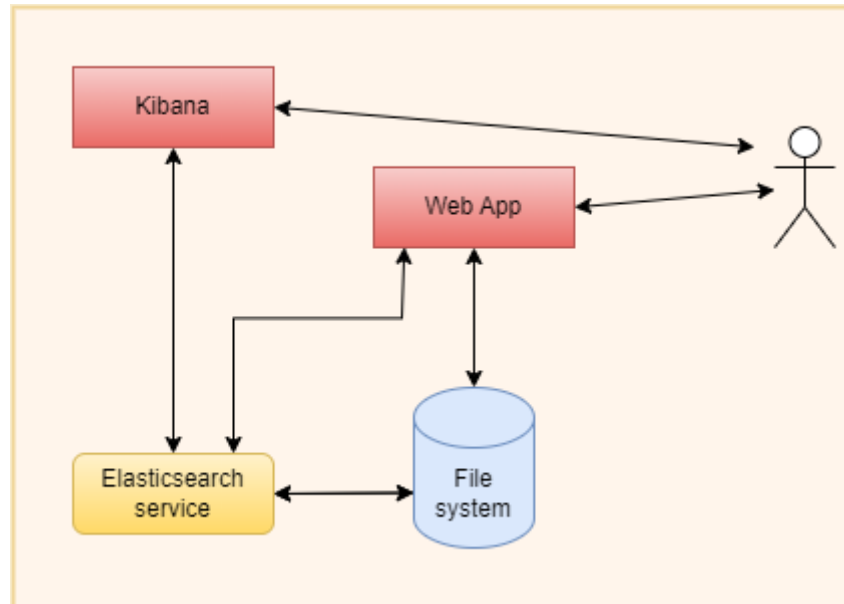 Kibana
Web App
Elasticsearch
service
File
system